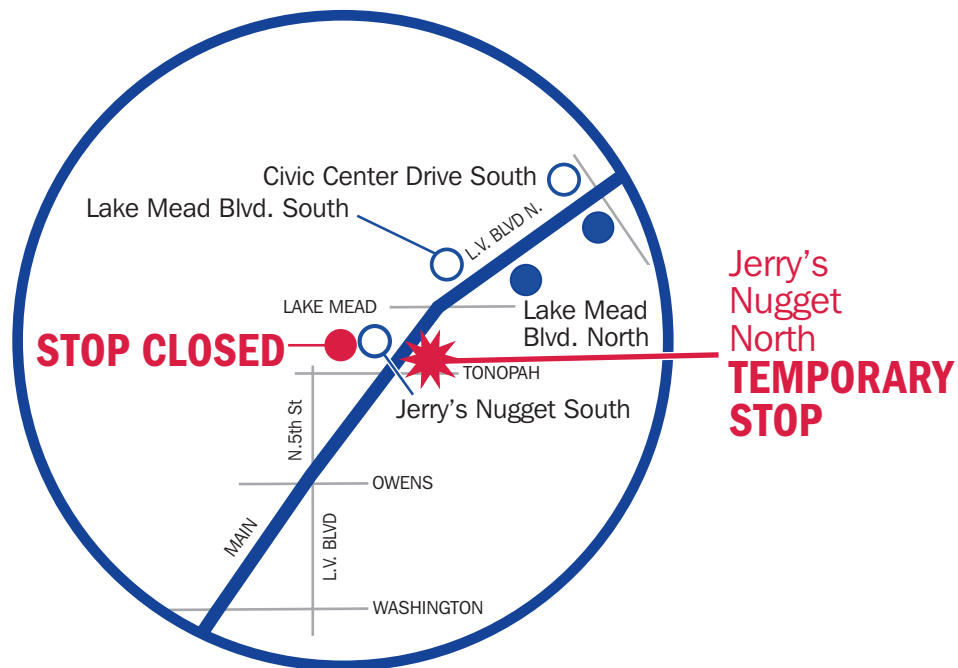 Civic Center Drive South
Lake Mead Blvd. South
L.V. BLVD N.
Jerry's
Nugget
North
TEMPORARY
STOP
LAKE MEAD
Lake Mead
Blvd. North
STOP CLOSED
TONOPAH
Jerry's Nugget South
N.5th St
OWENS
MAIN
L.V. BLVD
WASHINGTON